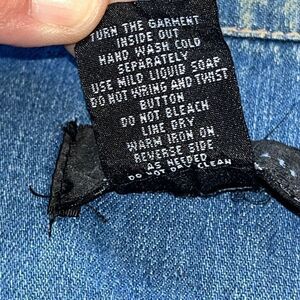 TURN THE GARMENT
INSIDE OUT
HAND WASH COLD
SEPARATELY
USE MILD LIQUID SOAP
DO NOT WRING AND TWIST
BUTTON
DO NOT BLEACH
LINE DRY
WARM IRON ON
REVERSE SIDE
AS NEEDED
DO NOT DRY CLEAN